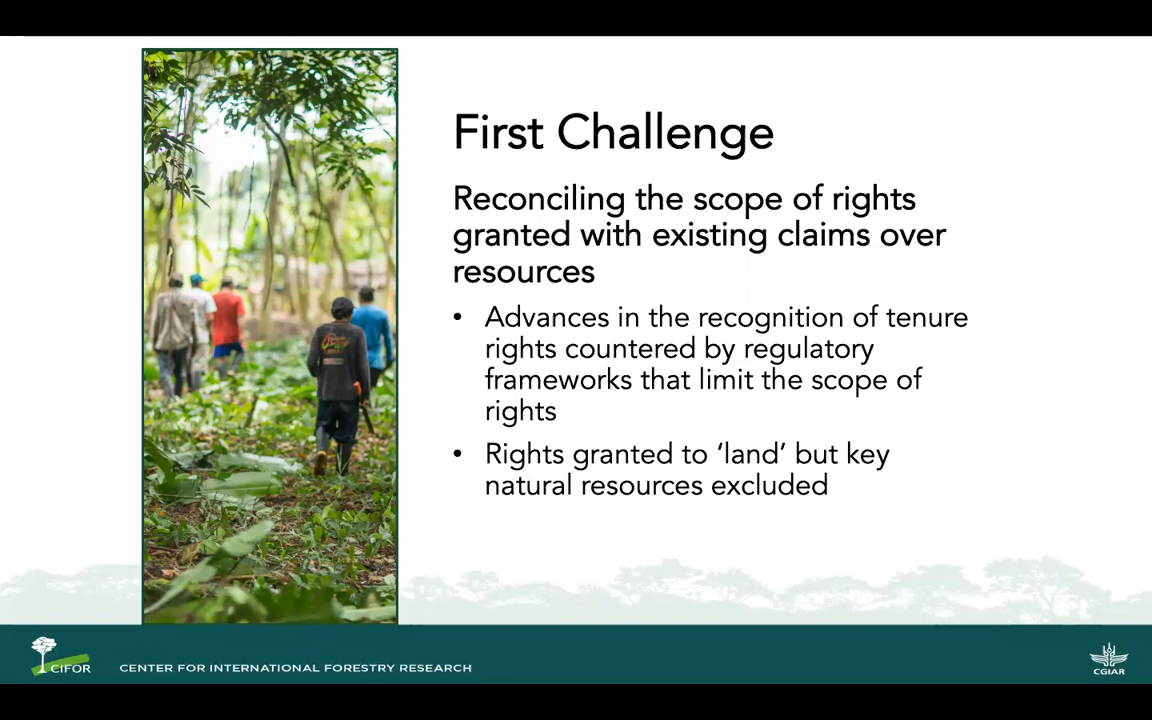 First Challenge
Reconciling the scope of rights
granted with existing claims over
resources
• Advances in the recognition of tenure
rights countered by regulatory
frameworks that limit the scope of
rights
• Rights granted to ‘land’ but key
natural resources excluded
CIFOR
CENTER FOR INTERNATIONAL FORESTRY RESEARCH
CGIAR